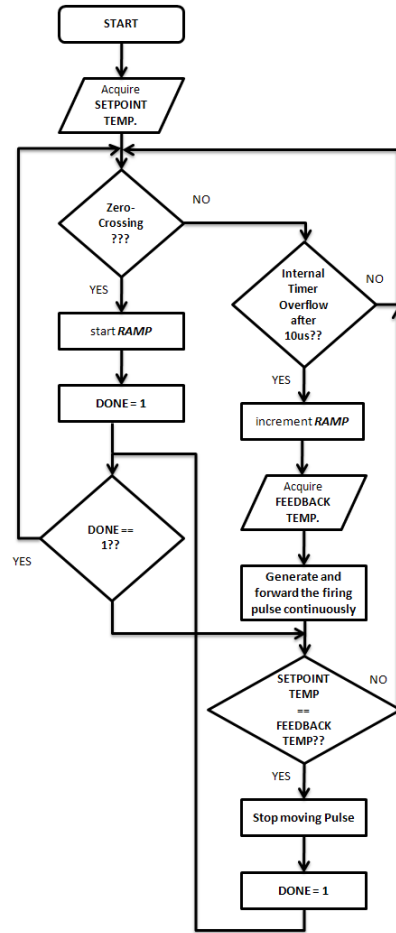 START
Acquire
SETPOINT
TEMP.
Zero-
Crossing
???
NO
YES
start RAMP
DONE = 1
DONE ==
1??
YES
Internal
Timer
Overflow
after
10us??
NO
YES
increment RAMP
Acquire
FEEDBACK
TEMP.
Generate and
forward the firing
pulse continuously
SETPOINT
TEMP
==
FEEDBACK
TEMP??
NO
YES
Stop moving Pulse
DONE = 1